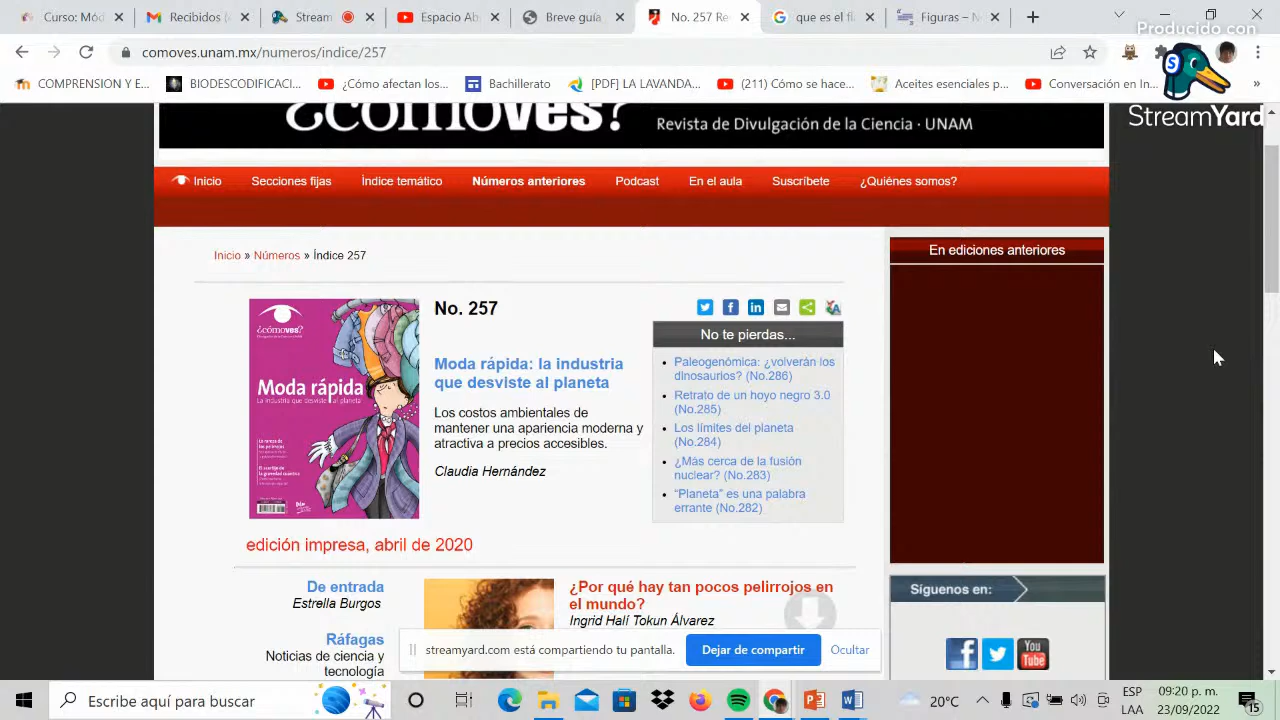 Curso: Mód
Recibidos (
Streamyard
Espacio Ab
Breve guía
No. 257 Re
que es el fl
Figuras – N
Producido con
comoves.unam.mx/numeros/indice/257
S
COMPRENSION Y E...
BIODESCODIFICACI...
¿Cómo afectan los...
Bachillerato
[PDF] LA LAVANDA...
(211) Cómo se hace...
Aceites esenciales p...
Conversación en In...
»
StreamYard
¿cómoves?
Revista de Divulgación de la Ciencia · UNAM
Inicio
Secciones fijas
Ìndice temático
Números anteriores
Podcast
En el aula
Suscríbete
¿Quiénes somos?
Inicio » Números » Índice 257
En ediciones anteriores
No. 257
¿cómoves?
Moda rápida
La industria que desviste al planeta
Moda rápida: la industria
que desviste al planeta
Los costos ambientales de
mantener una apariencia moderna y
atractiva a precios accesibles.
Claudia Hernández
No te pierdas...
Paleogenómica: ¿volverán los
dinosaurios? (No.286)
Retrato de un hoyo negro 3.0
(No.285)
Los límites del planeta
(No.284)
¿Más cerca de la fusión
nuclear? (No.283)
“Planeta” es una palabra
errante (No.282)
edición impresa, abril de 2020
De entrada
Estrella Burgos
Ráfagas
Noticias de ciencia y
tecnología
¿Por qué hay tan pocos pelirrojos en
el mundo?
Ingrid Halí Tokun Álvarez
Síguenos en:
You
Tube
streamyard.com está compartiendo tu pantalla.
Dejar de compartir
Ocultar
Escribe aquí para buscar
20°C
ESP
LAA
09:20 p. m.
23/09/2022
15